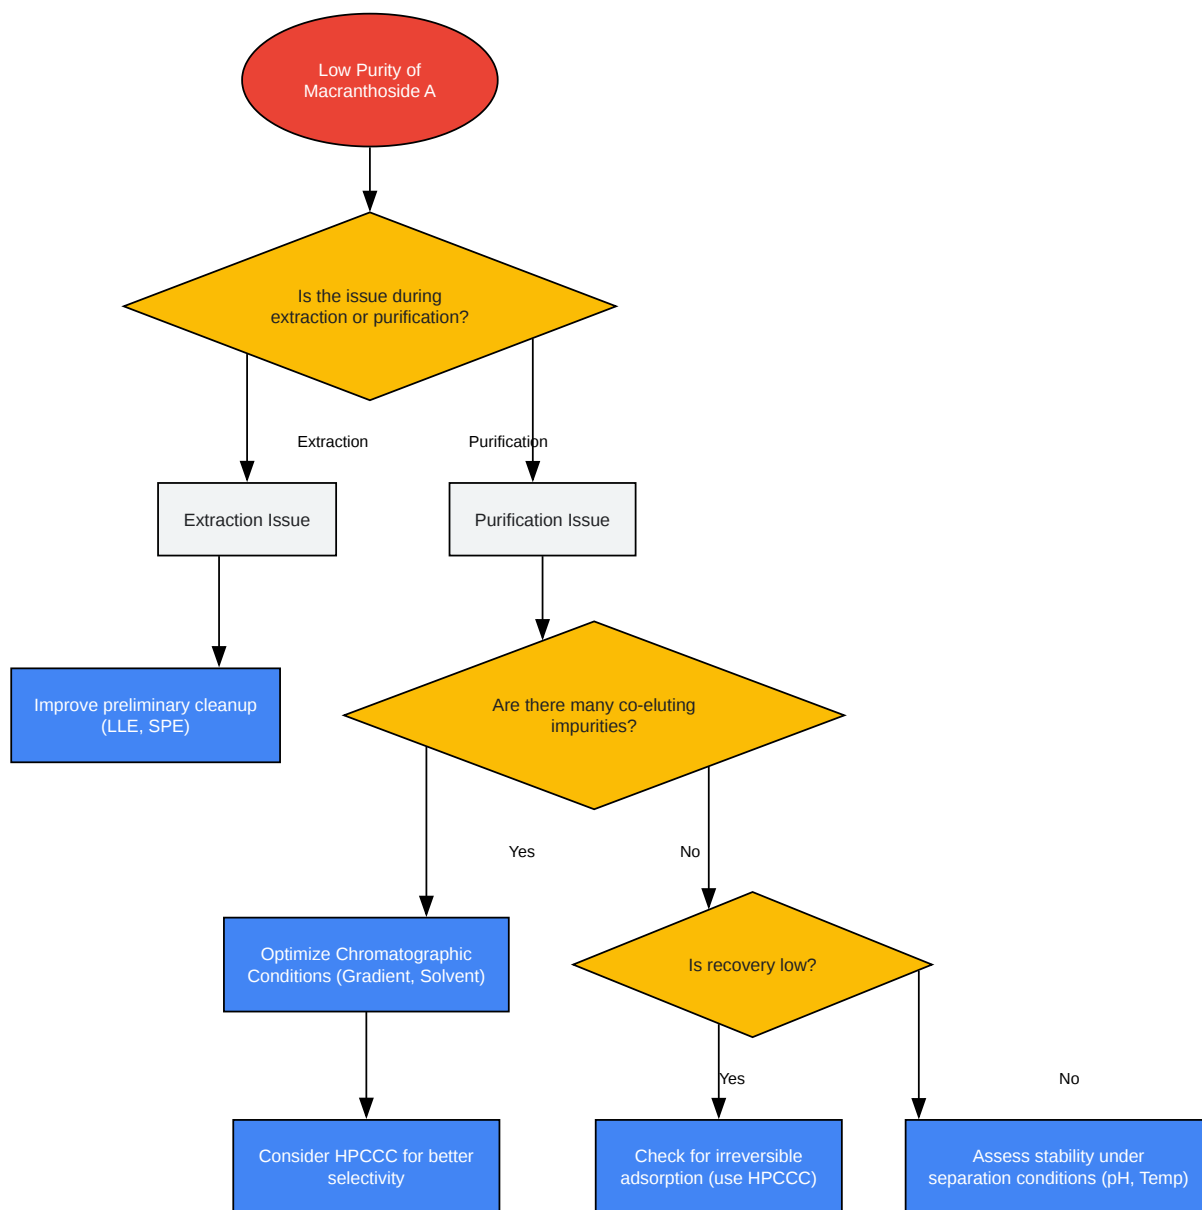 Low Purity of
Macranthoside A
Is the issue during
extraction or purification?
Extraction
Purification
Extraction Issue
Purification Issue
Improve preliminary cleanup
(LLE, SPE)
Are there many co-eluting
impurities?
Yes
No
Optimize Chromatographic
Conditions (Gradient, Solvent)
Is recovery low?
Yes
No
Consider HPCCC for better
selectivity
Check for irreversible
adsorption (use HPCCC)
Assess stability under
separation conditions (pH, Temp)